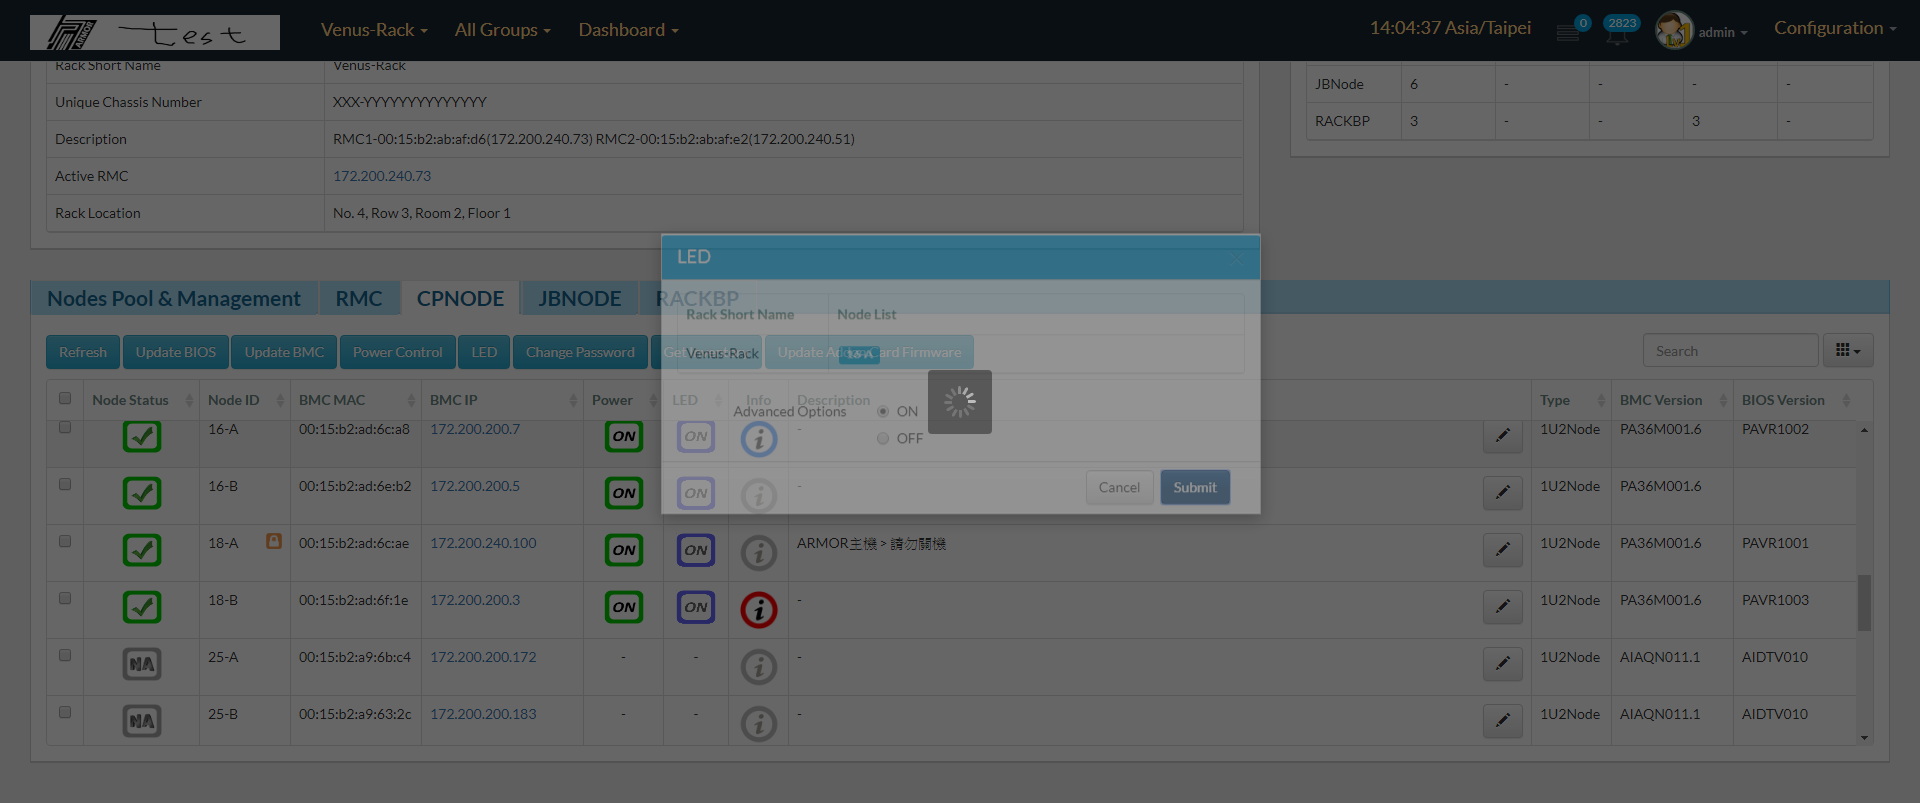 ARMOR test Venus-Rack All Groups Dashboard 14:04:37 Asia/Taipei 0 2823 admin Configuration
Rack Short Name Venus-Rack
Unique Chassis Number XXX-YYYYYYYYYYYYYY
Description RMC1-00:15:b2:ab:af:d6(172.200.240.73) RMC2-00:15:b2:ab:af:e2(172.200.240.51)
Active RMC 172.200.240.73
Rack Location No. 4, Row 3, Room 2, Floor 1
JBNode 6 - - - -
RACKBP 3 - - 3 -
Nodes Pool & Management RMC CPNODE JBNODE RACKBP
Refresh Update BIOS Update BMC Power Control LED Change Password Update Card Firmware Search
LED
Rack Short Name Node List
Venus-Rack 16-A
Advanced Options ON
OFF
Cancel Submit
Node Status Node ID BMC MAC BMC IP Power LED Info Description Type BMC Version BIOS Version
16-A 00:15:b2:ad:6c:a8 172.200.200.7 ON ON i - 1U2Node PA36M001.6 PAVR1002
16-B 00:15:b2:ad:6e:b2 172.200.200.5 ON ON i - 1U2Node PA36M001.6
18-A 00:15:b2:ad:6c:ae 172.200.240.100 ON ON i ARMOR主機 > 請勿關機 1U2Node PA36M001.6 PAVR1001
18-B 00:15:b2:ad:6f:1e 172.200.200.3 ON ON i - 1U2Node PA36M001.6 PAVR1003
NA 25-A 00:15:b2:a9:6b:c4 172.200.200.172 - - i - 1U2Node AIAQN011.1 AIDTV010
NA 25-B 00:15:b2:a9:63:2c 172.200.200.183 - - i - 1U2Node AIAQN011.1 AIDTV010